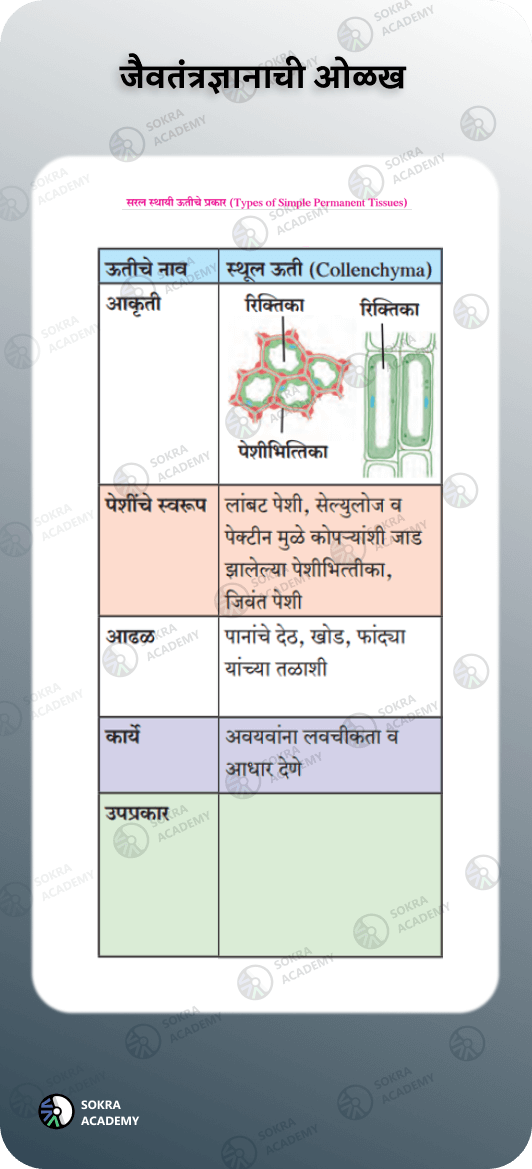 जैवतंत्रज्ञानाची ओळख
सरल स्थायी ऊतीचे प्रकार (Types of Simple Permanent Tissues)
ऊतीचे नाव
स्थूल ऊती (Collenchyma)
आकृती
रिक्तिका
रिक्तिका
पेशीभित्तिका
पेशींचे स्वरूप
लांबट पेशी, सेल्युलोज व
पेक्टीन मुळे कोपऱ्यांशी जाड
झालेल्या पेशीभित्तीका,
जिवंत पेशी
आढळ
पानांचे देठ, खोड, फांद्या
यांच्या तळाशी
कार्ये
अवयवांना लवचीकता व
आधार देणे
उपप्रकार
SOKRA
ACADEMY